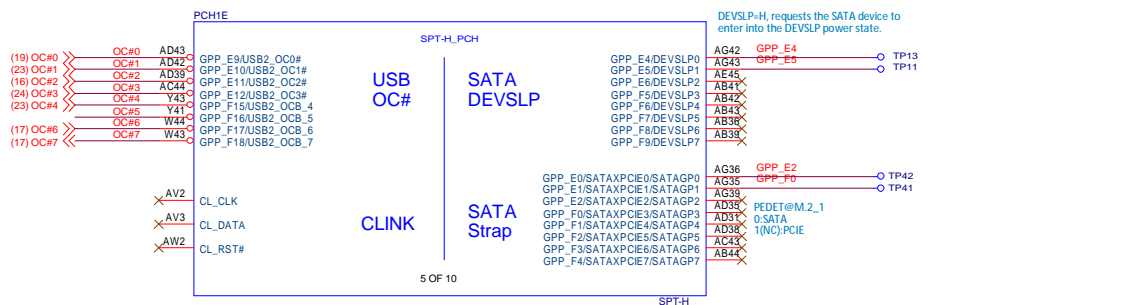 PCH1E
DEVSLP=H, requests the SATA device to
enter into the DEVSLP power state.
SPT-H_PCH
(19) OC#0 OC#0 AD43 GPP_E9/USB2_OC0#
(23) OC#1 OC#1 AD42 GPP_E10/USB2_OC1#
(16) OC#2 OC#2 AD39 GPP_E11/USB2_OC2#
(24) OC#3 OC#3 AC44 GPP_E12/USB2_OC3#
(23) OC#4 OC#4 Y43 GPP_F15/USB2_OCB_4
OC#5 Y41 GPP_F16/USB2_OCB_5
(17) OC#6 OC#6 W44 GPP_F17/USB2_OCB_6
(17) OC#7 OC#7 W43 GPP_F18/USB2_OCB_7
USB
OC#
SATA
DEVSLP
GPP_E4/DEVSLP0 AG42 GPP_E4 TP13
GPP_E5/DEVSLP1 AG43 GPP_E5 TP11
GPP_E6/DEVSLP2 AE45
GPP_F5/DEVSLP3 AB41
GPP_F6/DEVSLP4 AB42
GPP_F7/DEVSLP5 AB43
GPP_F8/DEVSLP6 AB36
GPP_F9/DEVSLP7 AB39
AV2 CL_CLK
AV3 CL_DATA
AW2 CL_RST#
CLINK
SATA
Strap
GPP_E0/SATAXPCIE0/SATAGP0 AG36 GPP_E2 TP42
GPP_E1/SATAXPCIE1/SATAGP1 AG35 GPP_F0 TP41
GPP_E2/SATAXPCIE2/SATAGP2 AG39
GPP_F0/SATAXPCIE3/SATAGP3 AD35
GPP_F1/SATAXPCIE4/SATAGP4 AD31
GPP_F2/SATAXPCIE5/SATAGP5 AD38
GPP_F3/SATAXPCIE6/SATAGP6 AC43
GPP_F4/SATAXPCIE7/SATAGP7 AB44
PEDET@M.2_1
0:SATA
1(NC):PCIE
5 OF 10
SPT-H